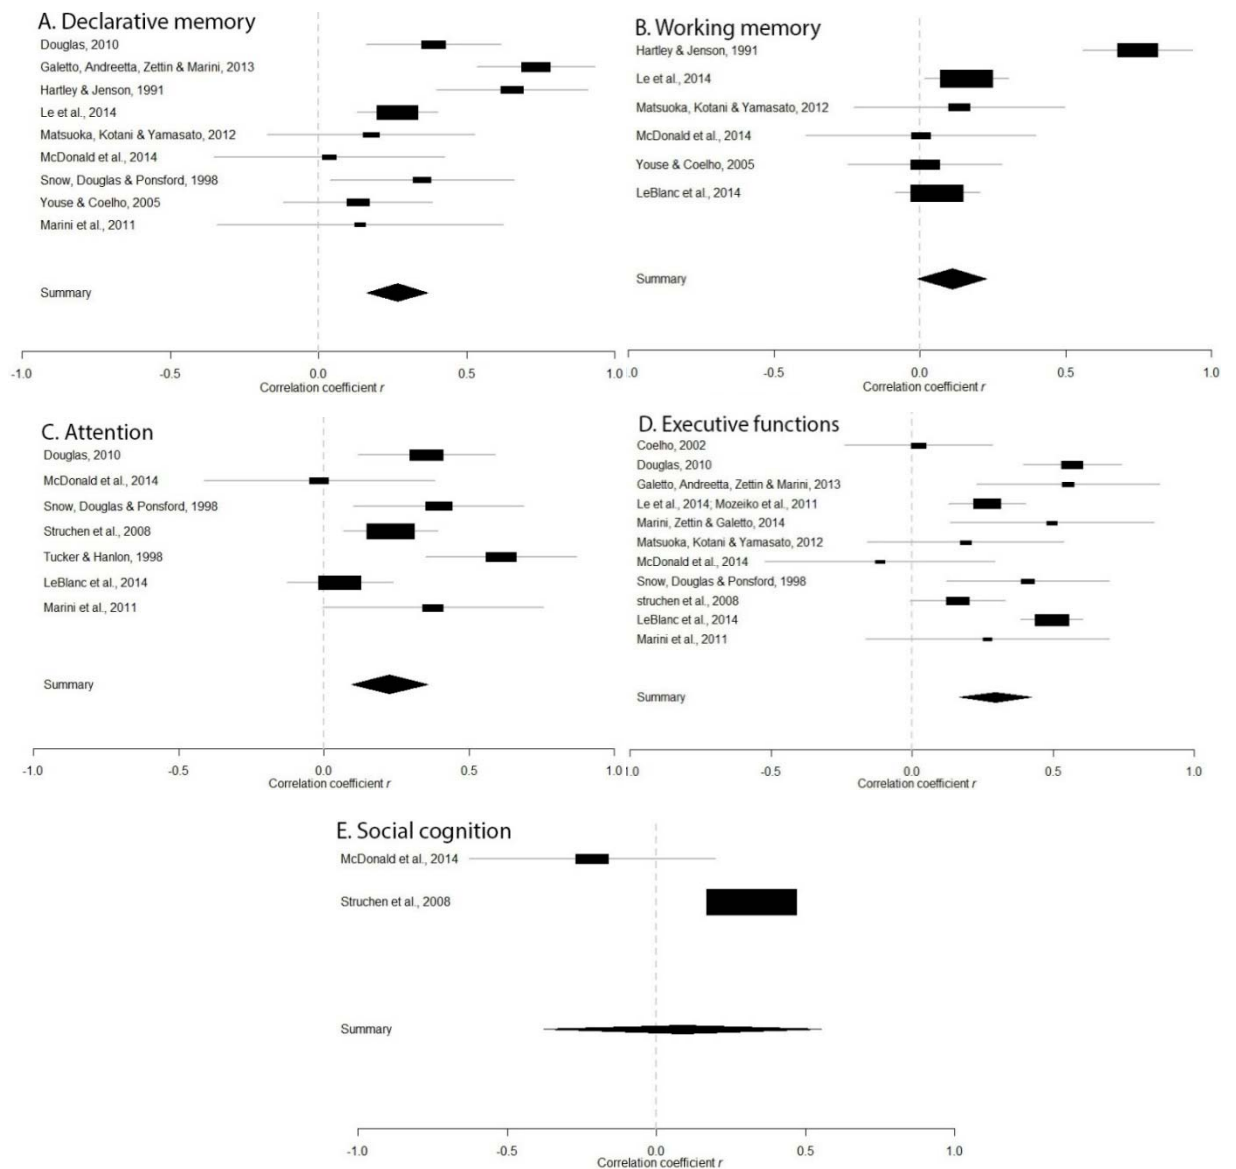 A. Declarative memory
Douglas, 2010
Galetto, Andreetta, Zettin & Marini, 2013
Hartley & Jenson, 1991
Le et al., 2014
Matsuoka, Kotani & Yamasato, 2012
McDonald et al., 2014
Snow, Douglas & Ponsford, 1998
Youse & Coelho, 2005
Marini et al., 2011
Summary
-1.0 -0.5 0.0 0.5 1.0
Correlation coefficient r
B. Working memory
Hartley & Jenson, 1991
Le et al., 2014
Matsuoka, Kotani & Yamasato, 2012
McDonald et al., 2014
Youse & Coelho, 2005
LeBlanc et al., 2014
Summary
.0 -0.5 0.0 0.5 1.0
Correlation coefficient r
C. Attention
Douglas, 2010
McDonald et al., 2014
Snow, Douglas & Ponsford, 1998
Struchen et al., 2008
Tucker & Hanlon, 1998
LeBlanc et al., 2014
Marini et al., 2011
Summary
-1.0 -0.5 0.0 0.5 1.0
Correlation coefficient r
D. Executive functions
Coelho, 2002
Douglas, 2010
Galetto, Andreetta, Zettin & Marini, 2013
Le et al., 2014; Mozeiko et al., 2011
Marini, Zettin & Galetto, 2014
Matsuoka, Kotani & Yamasato, 2012
McDonald et al., 2014
Snow, Douglas & Ponsford, 1998
struchen et al., 2008
LeBlanc et al., 2014
Marini et al., 2011
Summary
1.0 -0.5 0.0 0.5 1.0
Correlation coefficient r
E. Social cognition
McDonald et al., 2014
Struchen et al., 2008
Summary
-1.0 -0.5 0.0 0.5 1.0
Correlation coefficient r